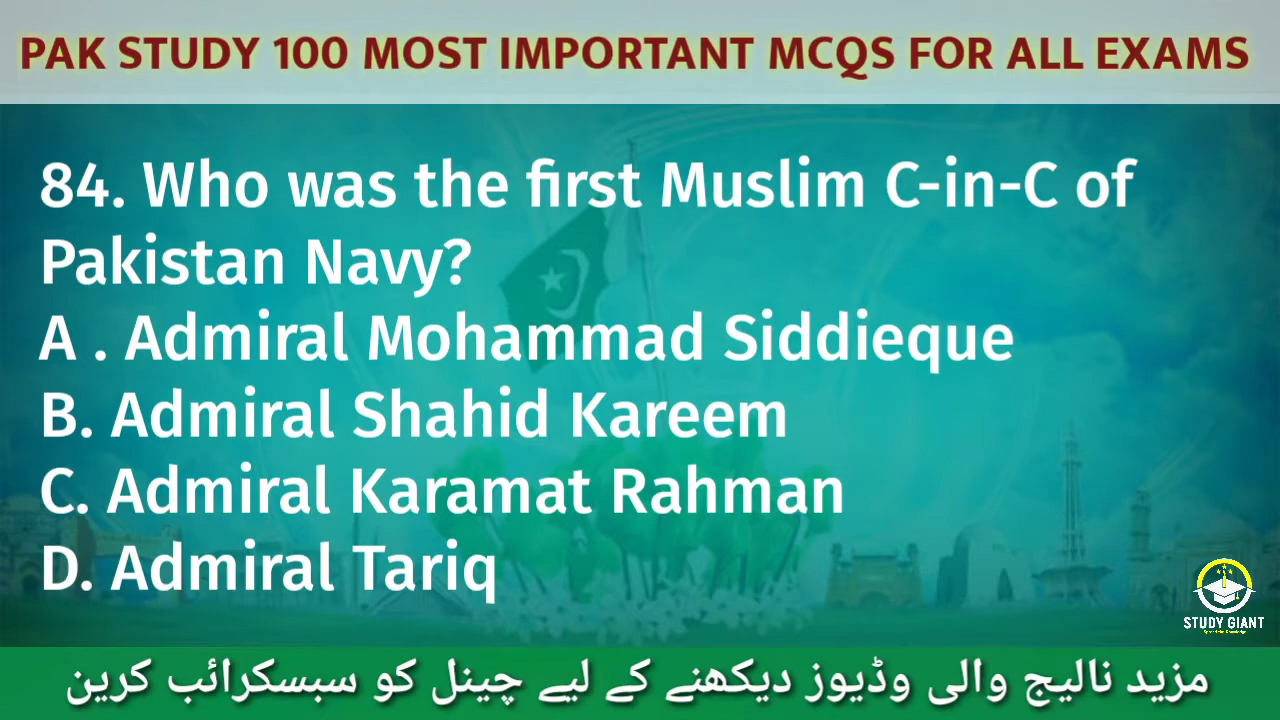 PAK STUDY 100 MOST IMPORTANT MCQS FOR ALL EXAMS
84. Who was the first Muslim C-in-C of
Pakistan Navy?
A . Admiral Mohammad Siddieque
B. Admiral Shahid Kareem
C. Admiral Karamat Rahman
D. Admiral Tariq
STUDY GIANT
مزید نالیج والی وڈیوز دیکھنے کے لیے چینل کو سبسکرائب کریں